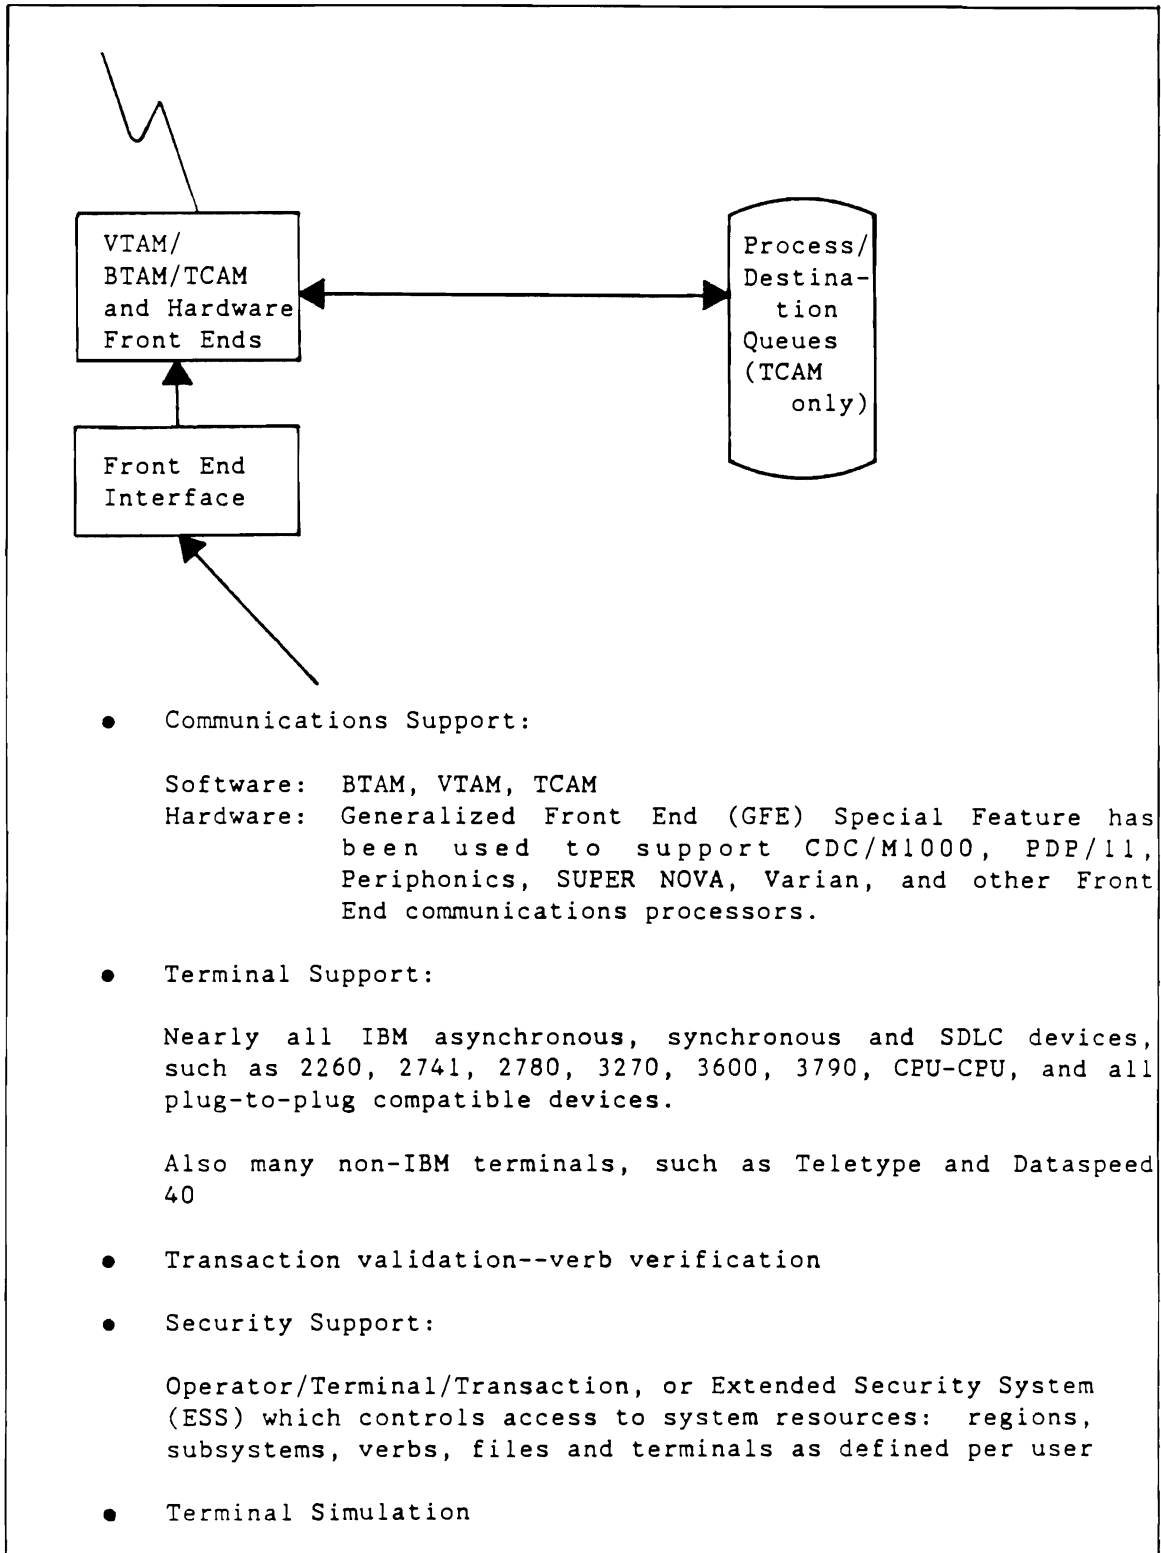 VTAM/
BTAM/TCAM
and Hardware
Front Ends
Process/
Destina-
tion
Queues
(TCAM
only)
Front End
Interface
● Communications Support:
Software: BTAM, VTAM, TCAM
Hardware: Generalized Front End (GFE) Special Feature has
been used to support CDC/M1000, PDP/11,
Periphonics, SUPER NOVA, Varian, and other Front
End communications processors.
● Terminal Support:
Nearly all IBM asynchronous, synchronous and SDLC devices,
such as 2260, 2741, 2780, 3270, 3600, 3790, CPU-CPU, and all
plug-to-plug compatible devices.
Also many non-IBM terminals, such as Teletype and Dataspeed
40
● Transaction validation--verb verification
● Security Support:
Operator/Terminal/Transaction, or Extended Security System
(ESS) which controls access to system resources: regions,
subsystems, verbs, files and terminals as defined per user
● Terminal Simulation